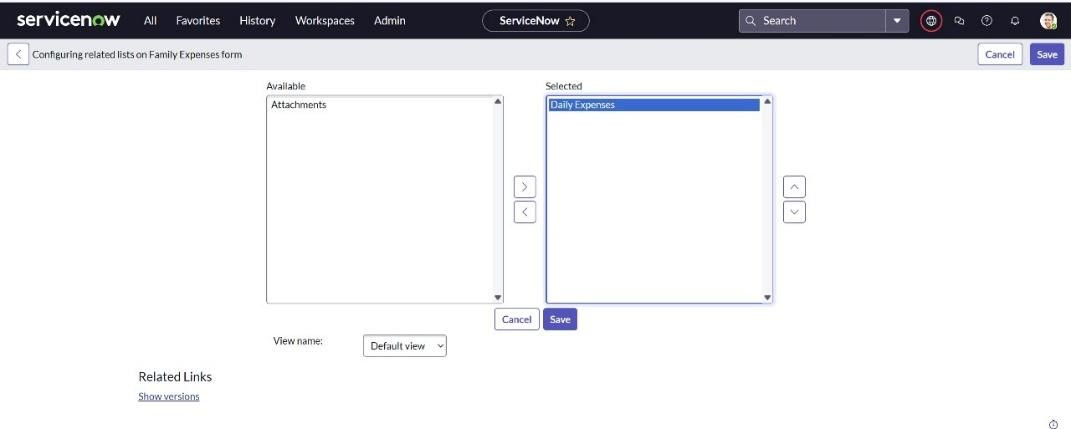 servicenow All Favorites History Workspaces Admin ServiceNow Search
Configuring related lists on Family Expenses form Cancel Save
Available Selected
Attachments Daily Expenses
Cancel Save
View name: Default view
Related Links
Show versions